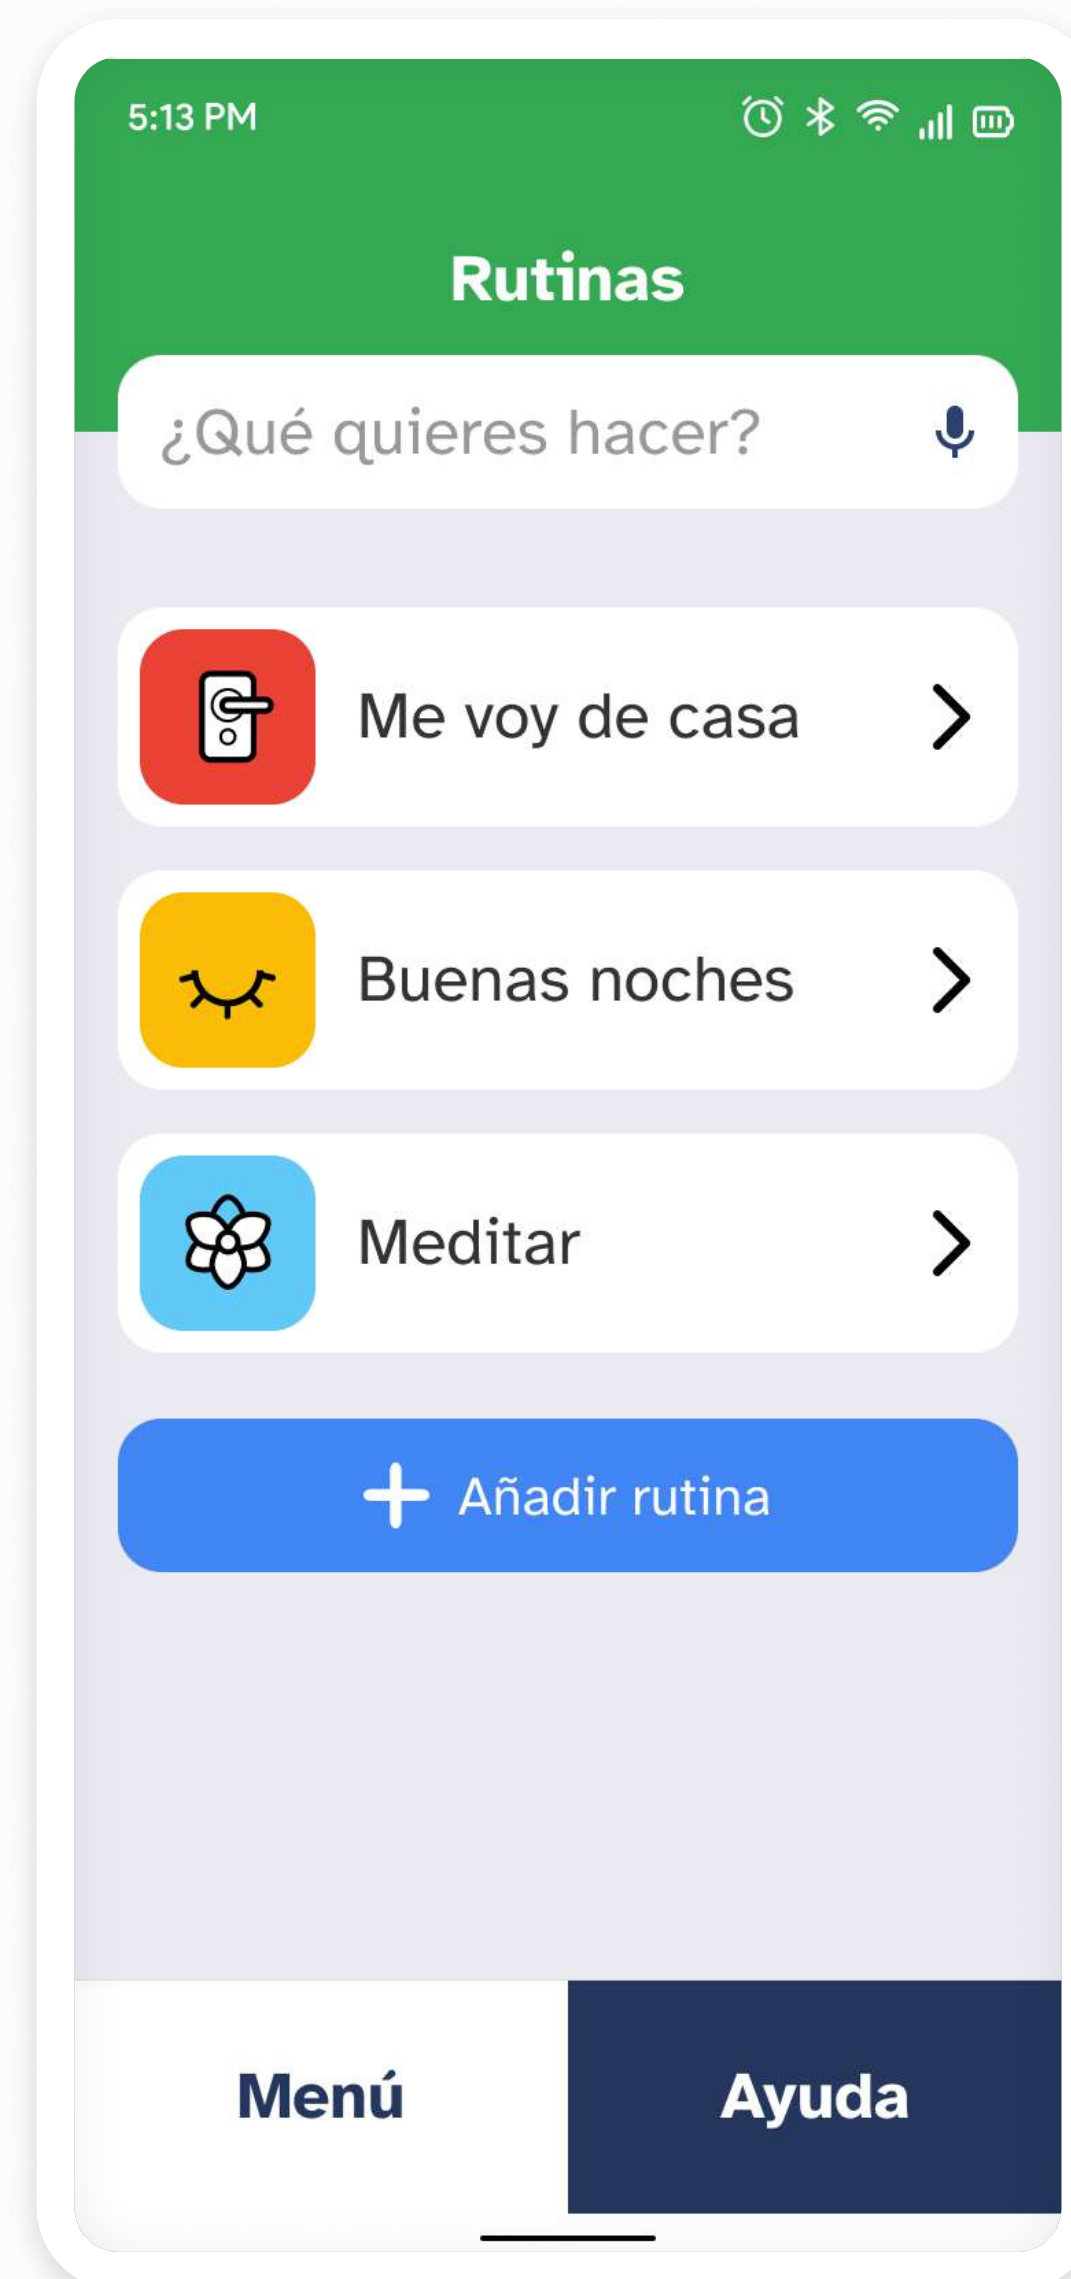 5:13 PM
Rutinas
¿Qué quieres hacer?
Me voy de casa
Buenas noches
Meditar
Añadir rutina
Menú
Ayuda